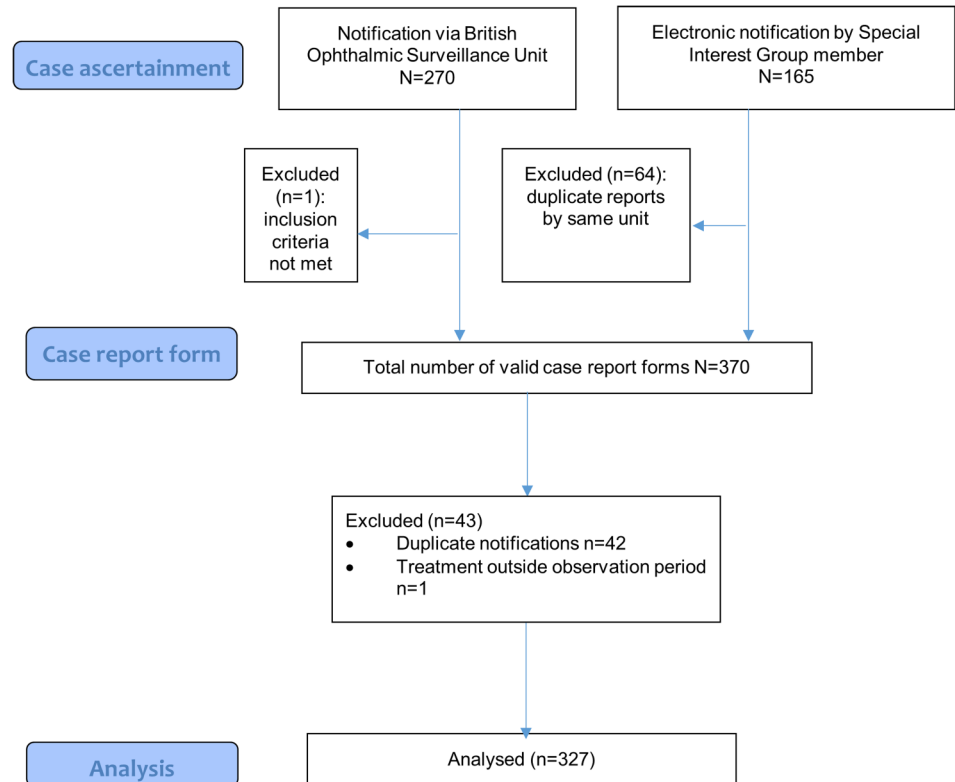 Case ascertainment
Notification via British
Ophthalmic Surveillance Unit
N=270
Electronic notification by Special
Interest Group member
N=165
Excluded
(n=1):
inclusion
criteria
not met
Excluded (n=64):
duplicate reports
by same unit
Case report form
Total number of valid case report forms N=370
Excluded (n=43)
• Duplicate notifications n=42
• Treatment outside observation period
n=1
Analysis
Analysed (n=327)